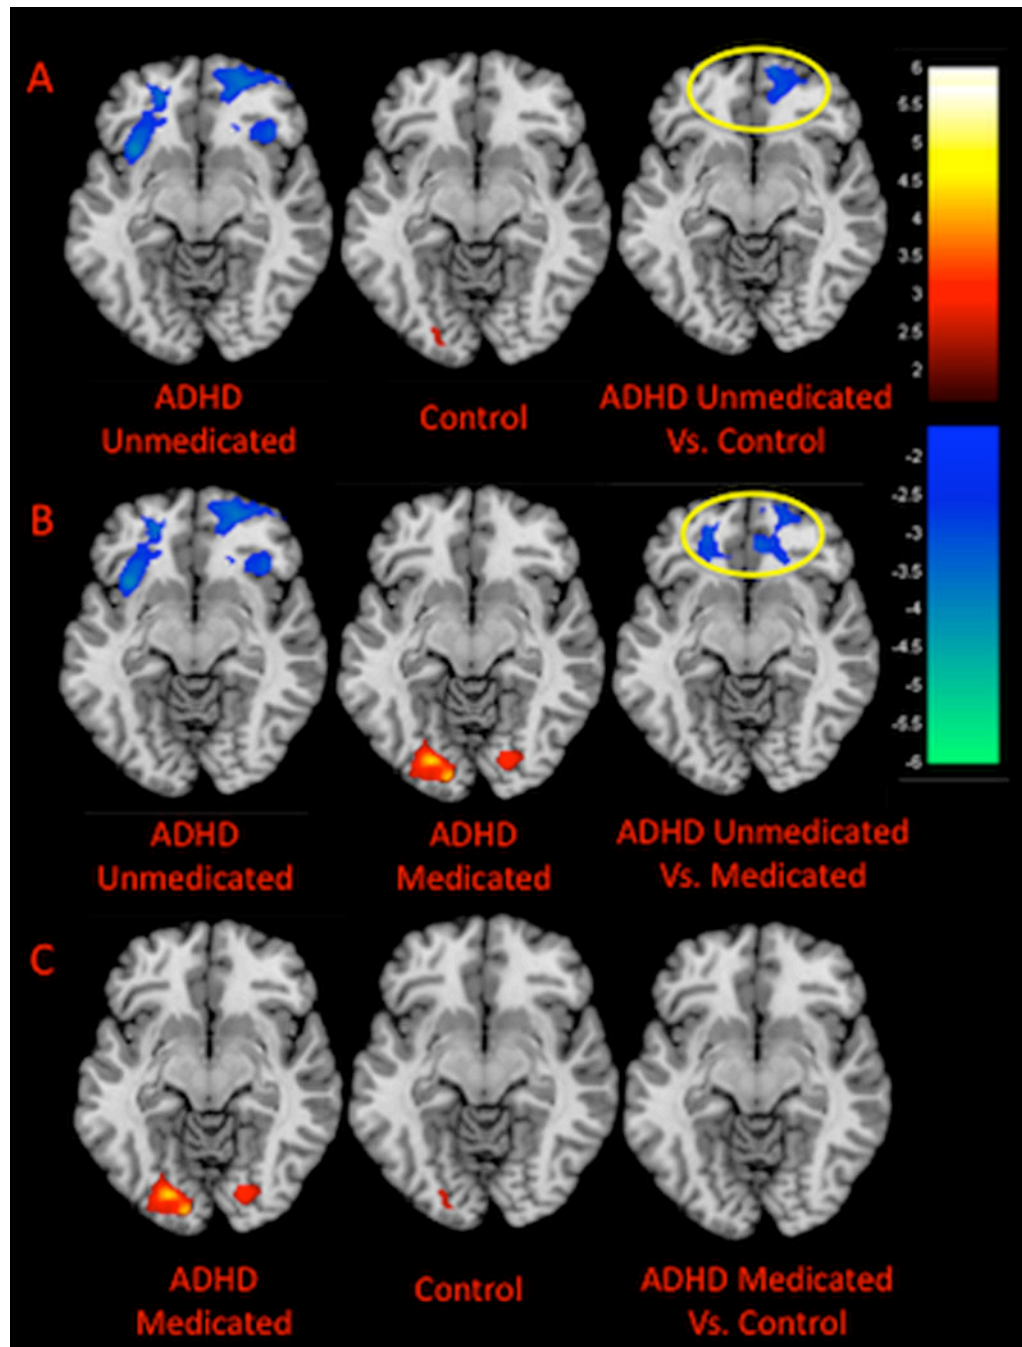 A
6
5.5
5
4.5
4
3.5
3
2.5
2
ADHD
Unmedicated
Control
ADHD Unmedicated
Vs. Control
-2
-2.5
-3
-3.5
-4
-4.5
-5
-5.5
-6
B
ADHD
Unmedicated
ADHD
Medicated
ADHD Unmedicated
Vs. Medicated
C
ADHD
Medicated
Control
ADHD Medicated
Vs. Control